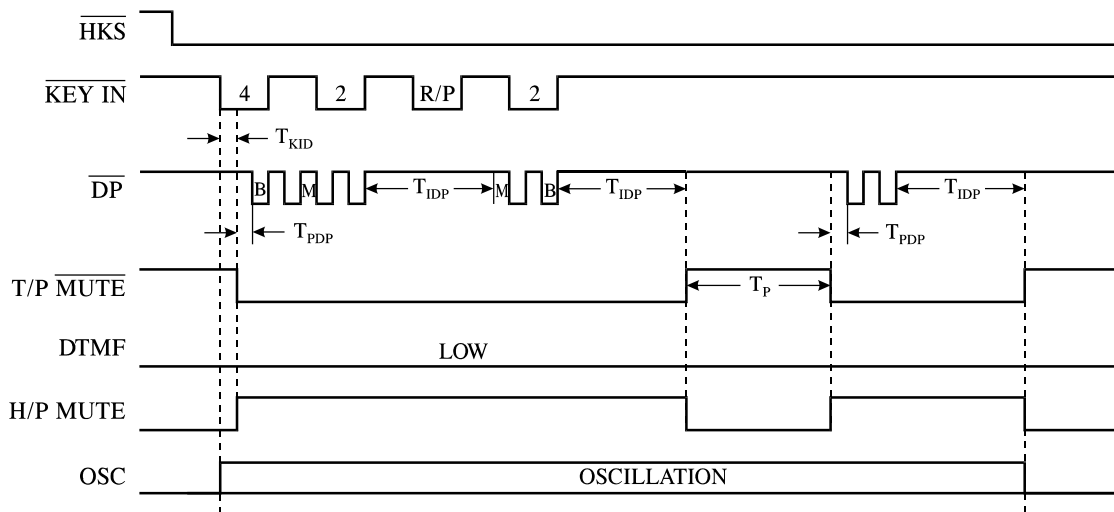 HKS
KEY IN 4 2 R/P 2
T_KID
DP B M T_IDP M B T_IDP T_IDP
T_PDP T_PDP
T/P MUTE T_P
DTMF LOW
H/P MUTE
OSC OSCILLATION